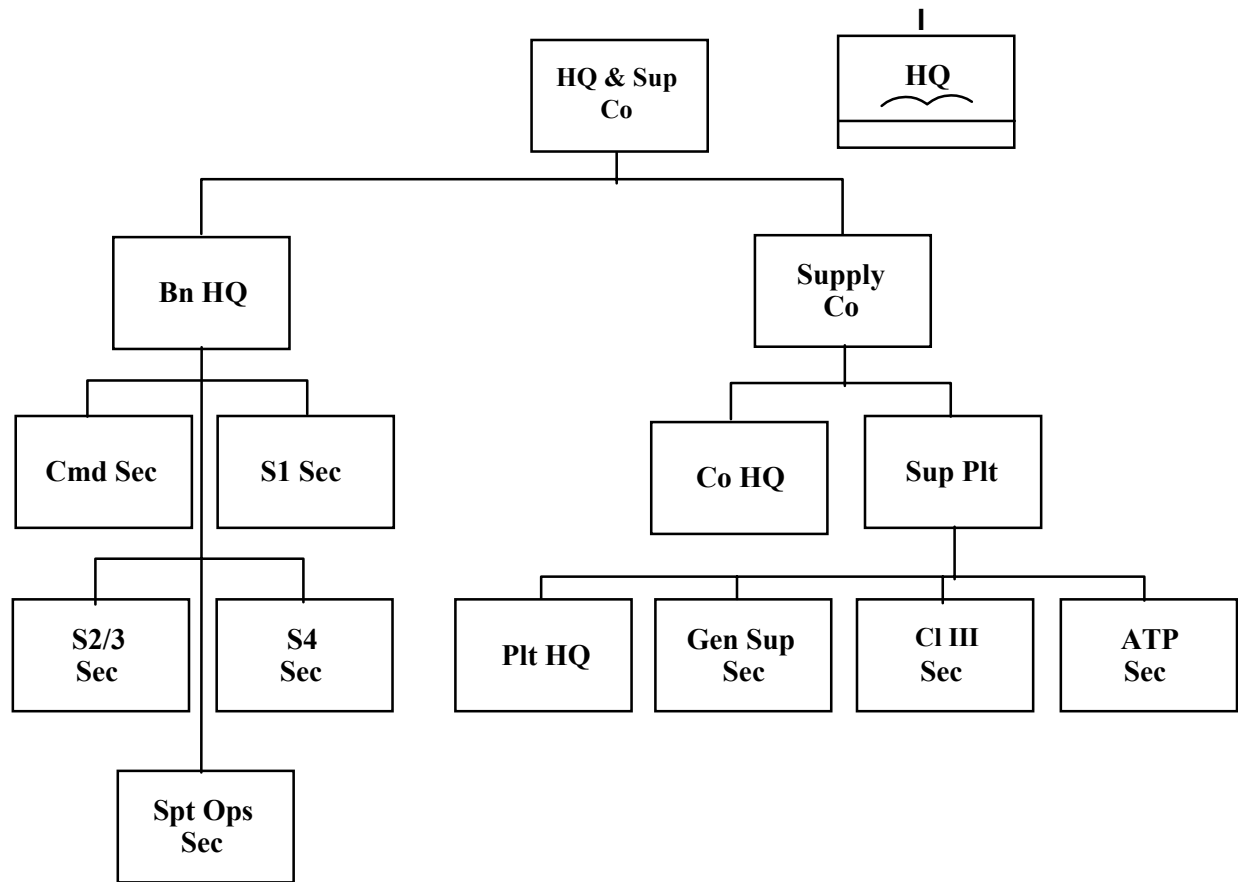 HQ & Sup
Co
I
HQ
Bn HQ
Supply
Co
Cmd Sec
S1 Sec
Co HQ
Sup Plt
S2/3
Sec
S4
Sec
Plt HQ
Gen Sup
Sec
Cl III
Sec
ATP
Sec
Spt Ops
Sec